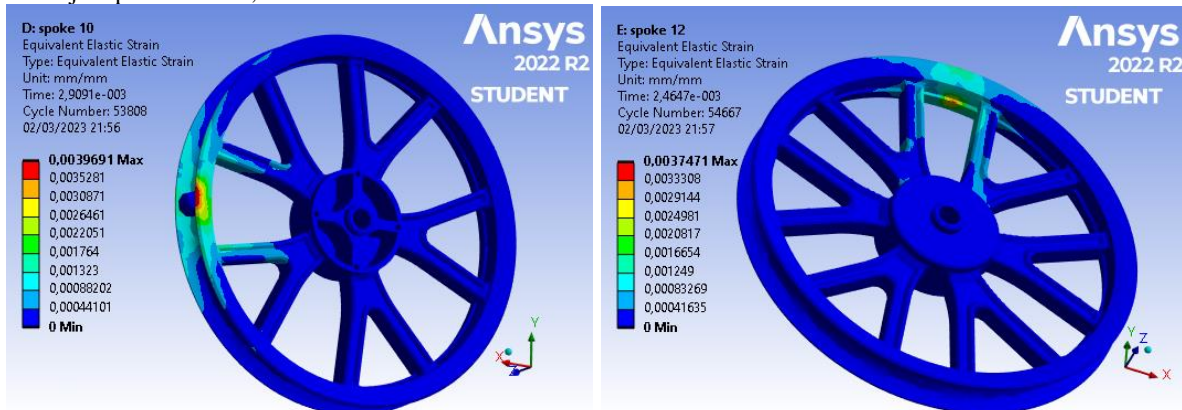 D: spoke 10
Equivalent Elastic Strain
Type: Equivalent Elastic Strain
Unit: mm/mm
Time: 2,9091e-003
Cycle Number: 53808
02/03/2023 21:56
0,0039691 Max
0,0035281
0,0030871
0,0026461
0,0022051
0,001764
0,001323
0,00088202
0,00044101
0 Min
Ansys
2022 R2
STUDENT
Y
X
Z
E: spoke 12
Equivalent Elastic Strain
Type: Equivalent Elastic Strain
Unit: mm/mm
Time: 2,4647e-003
Cycle Number: 54667
02/03/2023 21:57
0,0037471 Max
0,0033308
0,0029144
0,0024981
0,0020817
0,0016654
0,001249
0,00083269
0,00041635
0 Min
Ansys
2022 R2
STUDENT
Y
Z
X